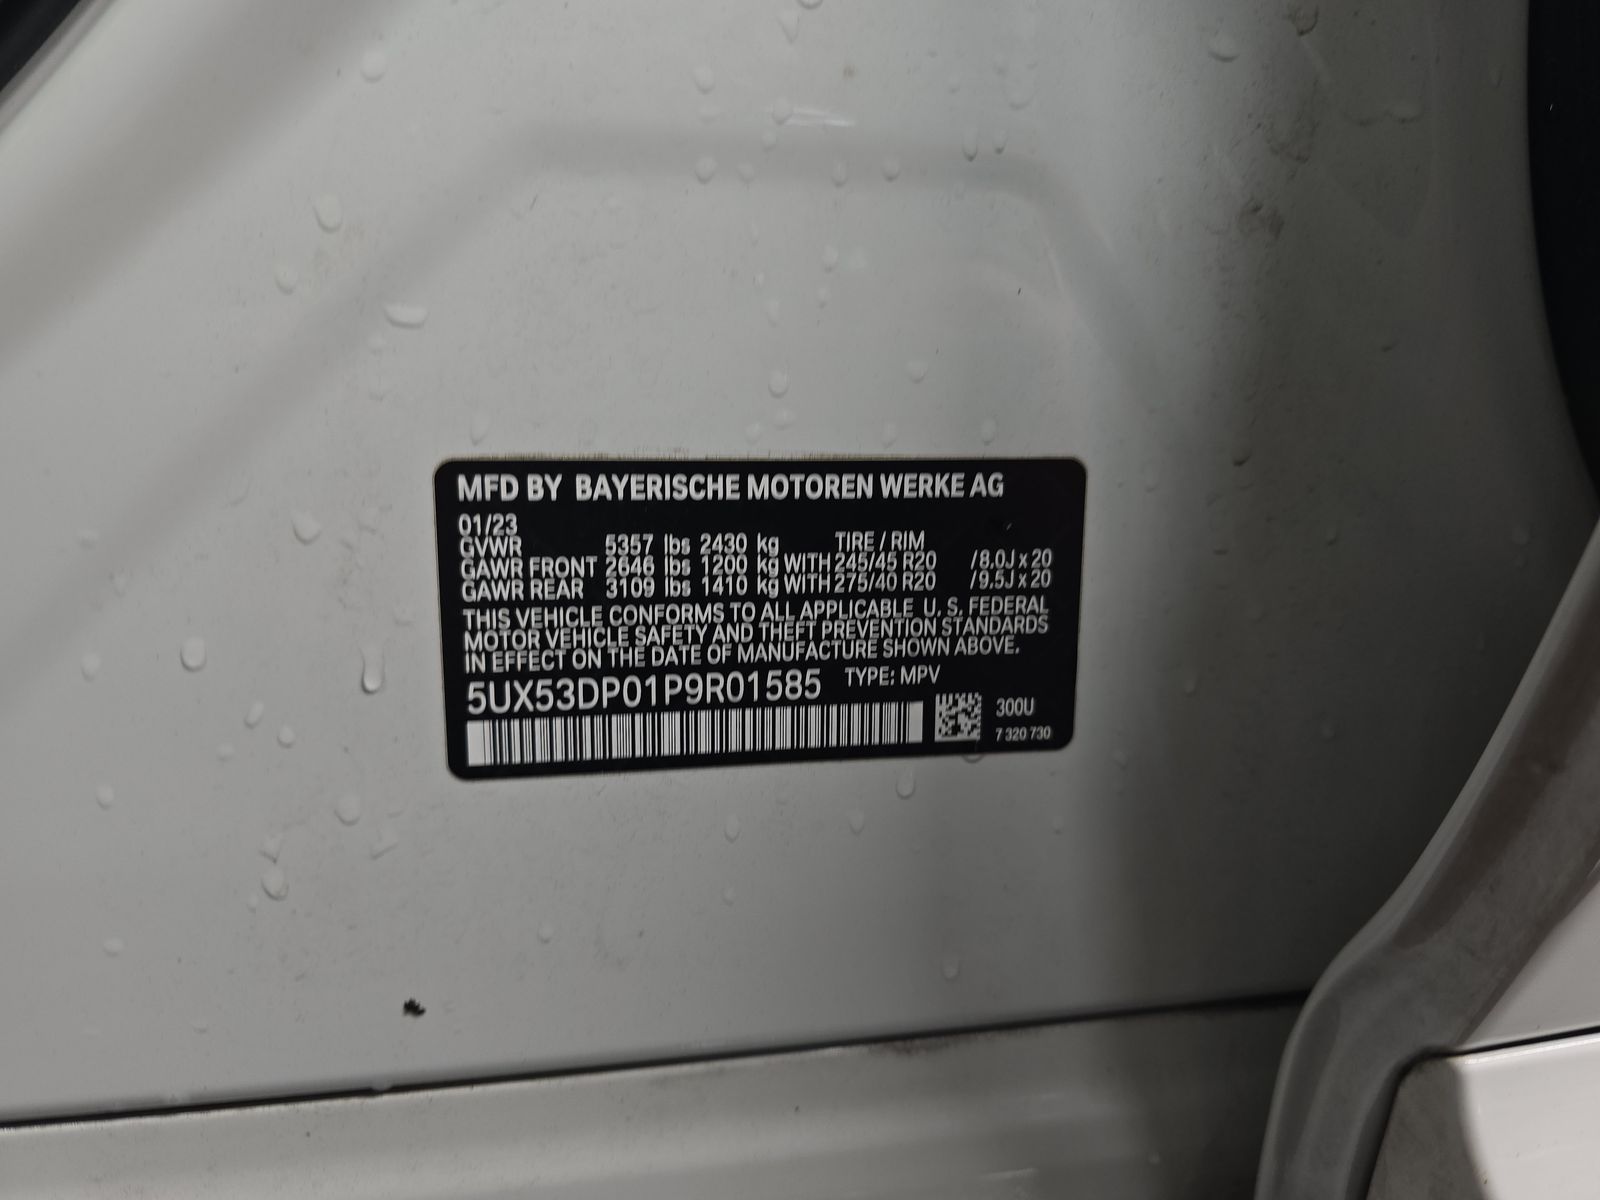 MFD BY BAYERISCHE MOTOREN WERKE AG
01/23
GVWR 5357 lbs 2430 kg TIRE / RIM
GAWR FRONT 2646 lbs 1200 kg WITH 245/45 R20 /8.0J x 20
GAWR REAR 3109 lbs 1410 kg WITH 275/40 R20 /9.5J x 20
THIS VEHICLE CONFORMS TO ALL APPLICABLE U. S. FEDERAL
MOTOR VEHICLE SAFETY AND THEFT PREVENTION STANDARDS
IN EFFECT ON THE DATE OF MANUFACTURE SHOWN ABOVE.
5UX53DP01P9R01585 TYPE: MPV
300U
7 320 730